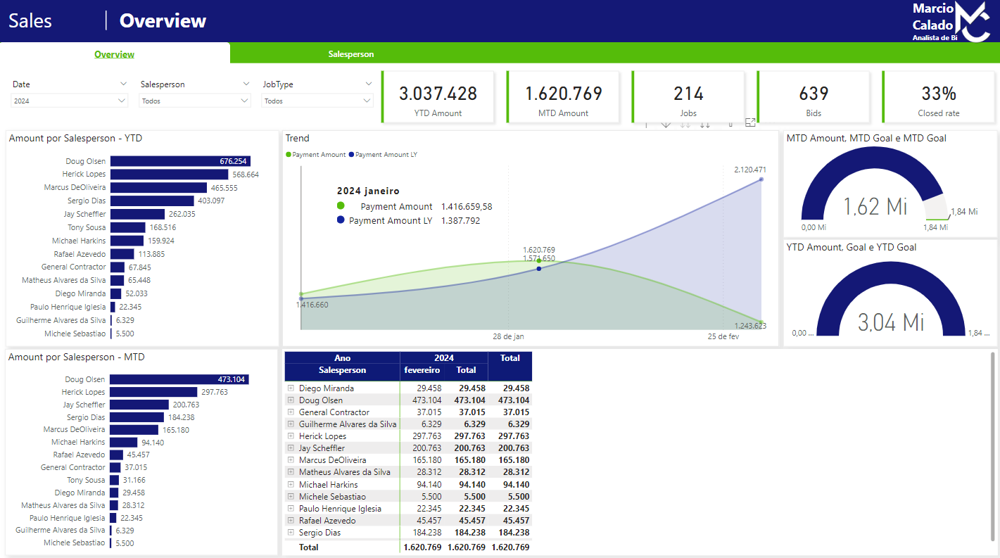 Sales
Overview
Marcio
Calado
Analista de Bi
MC
Overview
Salesperson
Date
2024
Salesperson
Todos
JobType
Todos
3.037.428
YTD Amount
1.620.769
MTD Amount
214
Jobs
639
Bids
33%
Closed rate
Amount por Salesperson - YTD
Doug Olsen 676.254
Herick Lopes 568.664
Marcus DeOliveira 465.555
Sergio Dias 403.097
Jay Scheffler 262.035
Tony Sousa 168.516
Michael Harkins 159.924
Rafael Azevedo 113.885
General Contractor 67.845
Matheus Alvares da Silva 65.448
Diego Miranda 52.033
Paulo Henrique Iglesia 22.345
Guilherme Alvares da Silva 6.329
Michele Sebastiao 5.500
Trend
Payment Amount Payment Amount LY
2.120.471
2024 janeiro
Payment Amount 1.416.659,58
Payment Amount LY 1.387.792
1.620.769
1.571.650
1.416.660
1.243.623
28 de jan 25 de fev
MTD Amount, MTD Goal e MTD Goal
1,62 Mi
1,84 Mi
0,00 Mi 1,84 Mi
YTD Amount, Goal e YTD Goal
3,04 Mi
0,00 ... 1,84 ...
Amount por Salesperson - MTD
Doug Olsen 473.104
Herick Lopes 297.763
Jay Scheffler 200.763
Sergio Dias 184.238
Marcus DeOliveira 165.180
Michael Harkins 94.140
Rafael Azevedo 45.457
General Contractor 37.015
Tony Sousa 31.166
Diego Miranda 29.458
Matheus Alvares da Silva 28.312
Paulo Henrique Iglesia 22.345
Guilherme Alvares da Silva 6.329
Michele Sebastiao 5.500
Ano 2024 Total
Salesperson fevereiro Total
Diego Miranda 29.458 29.458 29.458
Doug Olsen 473.104 473.104 473.104
General Contractor 37.015 37.015 37.015
Guilherme Alvares da Silva 6.329 6.329 6.329
Herick Lopes 297.763 297.763 297.763
Jay Scheffler 200.763 200.763 200.763
Marcus DeOliveira 165.180 165.180 165.180
Matheus Alvares da Silva 28.312 28.312 28.312
Michael Harkins 94.140 94.140 94.140
Michele Sebastiao 5.500 5.500 5.500
Paulo Henrique Iglesia 22.345 22.345 22.345
Rafael Azevedo 45.457 45.457 45.457
Sergio Dias 184.238 184.238 184.238
Total 1.620.769 1.620.769 1.620.769